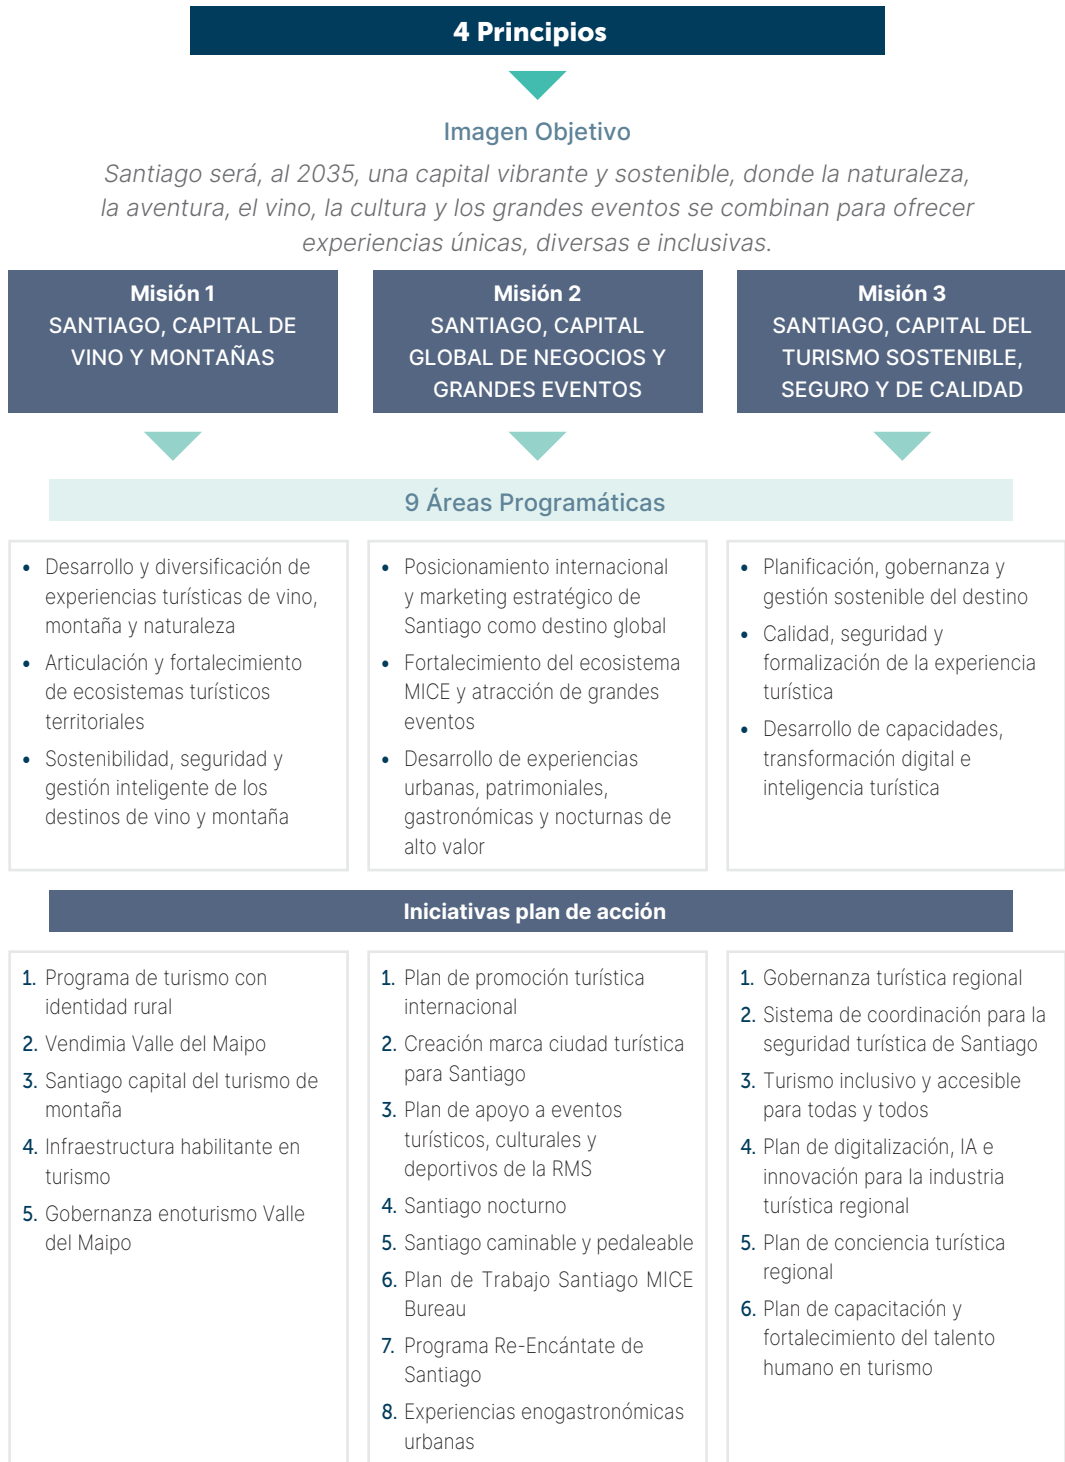 4 Principios
Imagen Objetivo
Santiago será, al 2035, una capital vibrante y sostenible, donde la naturaleza,
la aventura, el vino, la cultura y los grandes eventos se combinan para ofrecer
experiencias únicas, diversas e inclusivas.
Misión 1
SANTIAGO, CAPITAL DE
VINO Y MONTAÑAS
Misión 2
SANTIAGO, CAPITAL
GLOBAL DE NEGOCIOS Y
GRANDES EVENTOS
Misión 3
SANTIAGO, CAPITAL DEL
TURISMO SOSTENIBLE,
SEGURO Y DE CALIDAD
9 Áreas Programáticas
• Desarrollo y diversificación de
experiencias turísticas de vino,
montaña y naturaleza
• Articulación y fortalecimiento
de ecosistemas turísticos
territoriales
• Sostenibilidad, seguridad y
gestión inteligente de los
destinos de vino y montaña
• Posicionamiento internacional
y marketing estratégico de
Santiago como destino global
• Fortalecimiento del ecosistema
MICE y atracción de grandes
eventos
• Desarrollo de experiencias
urbanas, patrimoniales,
gastronómicas y nocturnas de
alto valor
• Planificación, gobernanza y
gestión sostenible del destino
• Calidad, seguridad y
formalización de la experiencia
turística
• Desarrollo de capacidades,
transformación digital e
inteligencia turística
Iniciativas plan de acción
1. Programa de turismo con
identidad rural
2. Vendimia Valle del Maipo
3. Santiago capital del turismo de
montaña
4. Infraestructura habilitante en
turismo
5. Gobernanza enoturismo Valle
del Maipo
1. Plan de promoción turística
internacional
2. Creación marca ciudad turística
para Santiago
3. Plan de apoyo a eventos
turísticos, culturales y
deportivos de la RMS
4. Santiago nocturno
5. Santiago caminable y pedaleable
6. Plan de Trabajo Santiago MICE
Bureau
7. Programa Re-Encántate de
Santiago
8. Experiencias enogastronómicas
urbanas
1. Gobernanza turística regional
2. Sistema de coordinación para la
seguridad turística de Santiago
3. Turismo inclusivo y accesible
para todas y todos
4. Plan de digitalización, IA e
innovación para la industria
turística regional
5. Plan de conciencia turística
regional
6. Plan de capacitación y
fortalecimiento del talento
humano en turismo